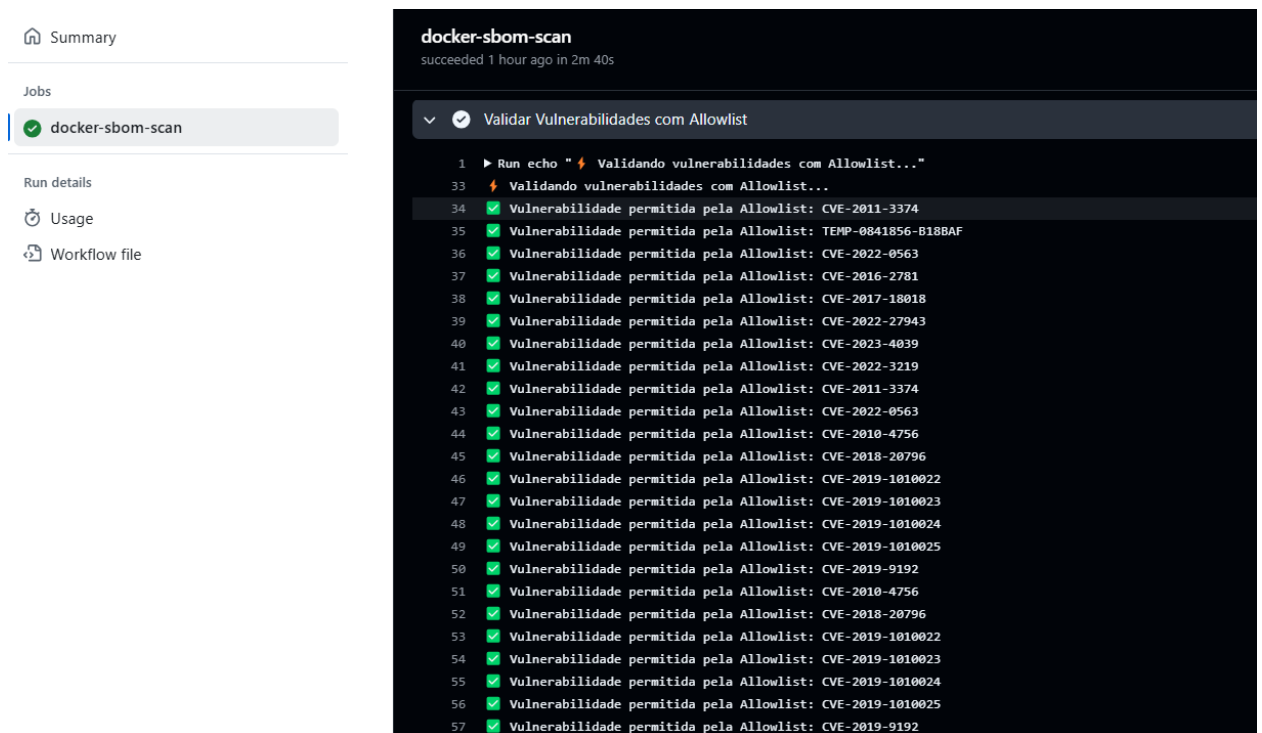 Summary
Jobs
docker-sbom-scan
Run details
Usage
Workflow file
docker-sbom-scan
succeeded 1 hour ago in 2m 40s
Validar Vulnerabilidades com Allowlist
1 ▶ Run echo "⚡ Validando vulnerabilidades com Allowlist..."
33 ⚡ Validando vulnerabilidades com Allowlist...
34 ✅ Vulnerabilidade permitida pela Allowlist: CVE-2011-3374
35 ✅ Vulnerabilidade permitida pela Allowlist: TEMP-0841856-B18BAF
36 ✅ Vulnerabilidade permitida pela Allowlist: CVE-2022-0563
37 ✅ Vulnerabilidade permitida pela Allowlist: CVE-2016-2781
38 ✅ Vulnerabilidade permitida pela Allowlist: CVE-2017-18018
39 ✅ Vulnerabilidade permitida pela Allowlist: CVE-2022-27943
40 ✅ Vulnerabilidade permitida pela Allowlist: CVE-2023-4039
41 ✅ Vulnerabilidade permitida pela Allowlist: CVE-2022-3219
42 ✅ Vulnerabilidade permitida pela Allowlist: CVE-2011-3374
43 ✅ Vulnerabilidade permitida pela Allowlist: CVE-2022-0563
44 ✅ Vulnerabilidade permitida pela Allowlist: CVE-2010-4756
45 ✅ Vulnerabilidade permitida pela Allowlist: CVE-2018-20796
46 ✅ Vulnerabilidade permitida pela Allowlist: CVE-2019-1010022
47 ✅ Vulnerabilidade permitida pela Allowlist: CVE-2019-1010023
48 ✅ Vulnerabilidade permitida pela Allowlist: CVE-2019-1010024
49 ✅ Vulnerabilidade permitida pela Allowlist: CVE-2019-1010025
50 ✅ Vulnerabilidade permitida pela Allowlist: CVE-2019-9192
51 ✅ Vulnerabilidade permitida pela Allowlist: CVE-2010-4756
52 ✅ Vulnerabilidade permitida pela Allowlist: CVE-2018-20796
53 ✅ Vulnerabilidade permitida pela Allowlist: CVE-2019-1010022
54 ✅ Vulnerabilidade permitida pela Allowlist: CVE-2019-1010023
55 ✅ Vulnerabilidade permitida pela Allowlist: CVE-2019-1010024
56 ✅ Vulnerabilidade permitida pela Allowlist: CVE-2019-1010025
57 ✅ Vulnerabilidade permitida pela Allowlist: CVE-2019-9192